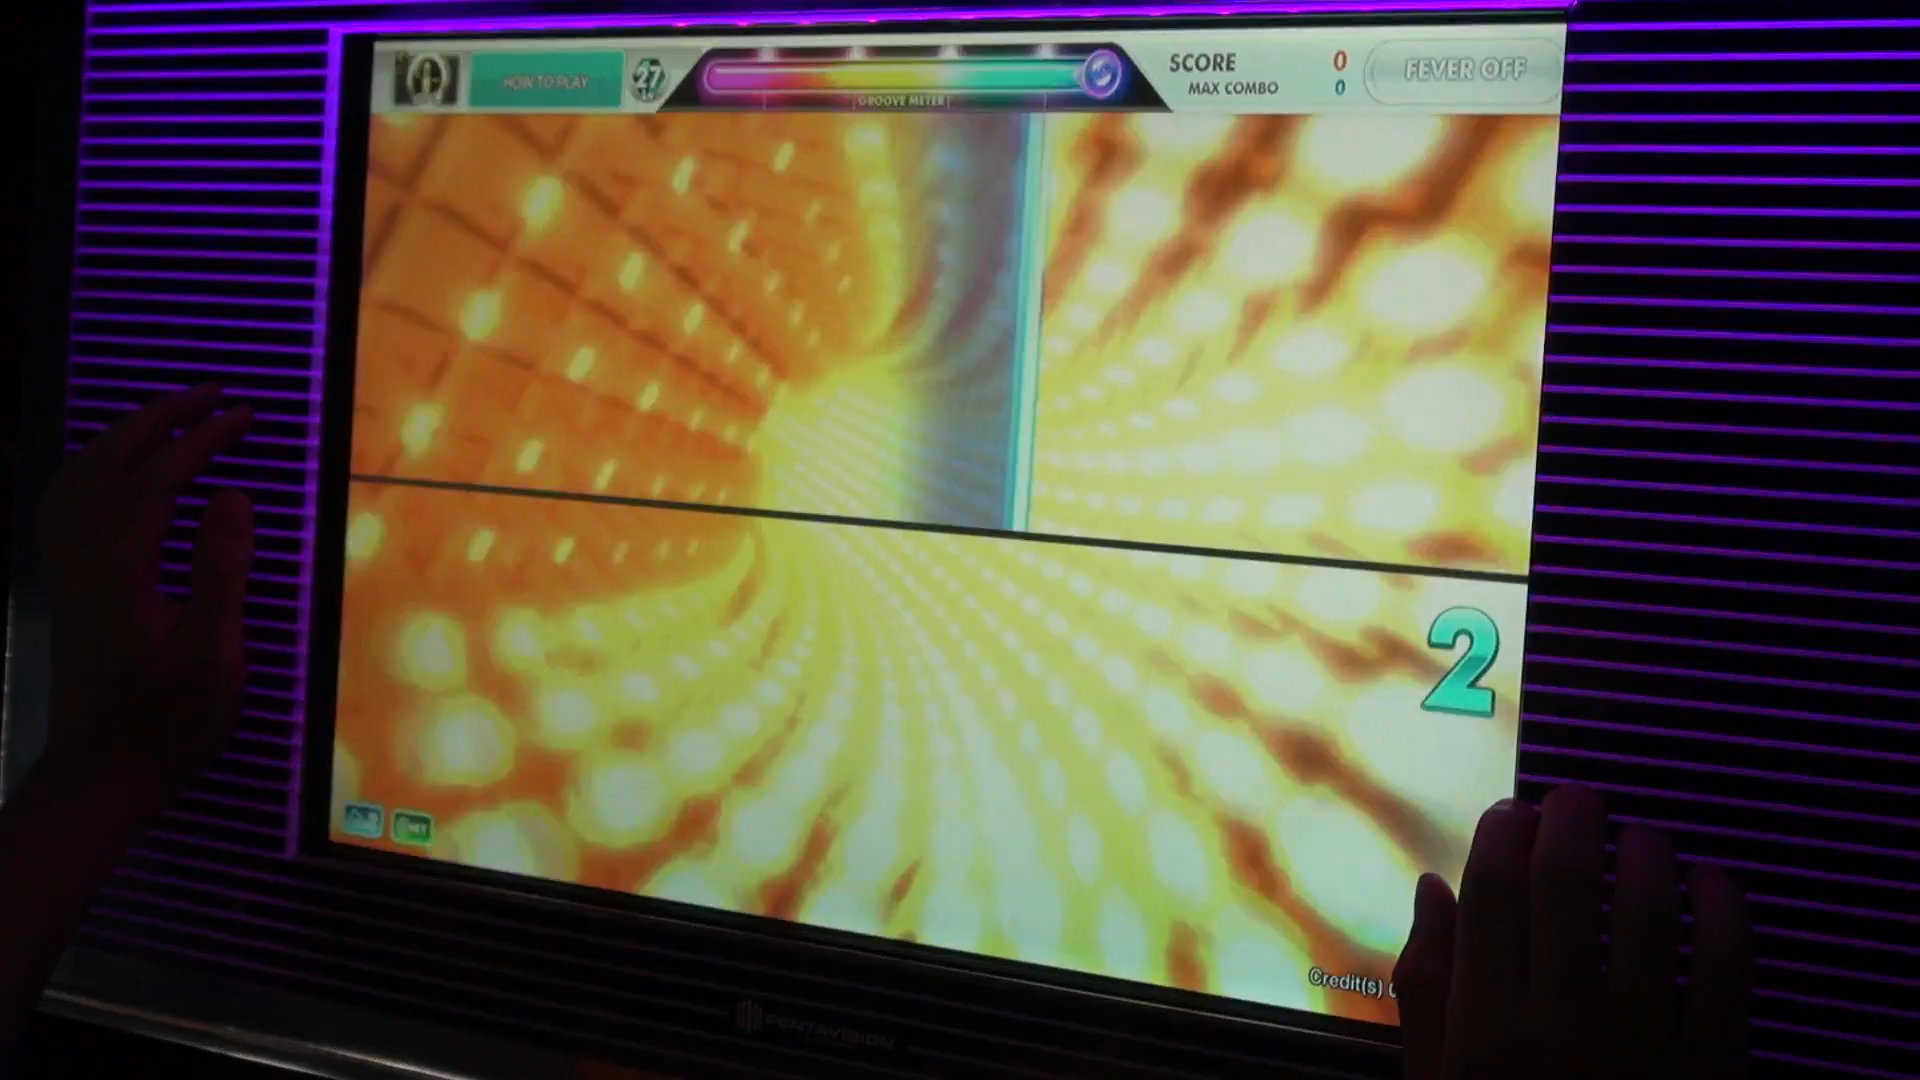 HOW TO PLAY
27
GROOVE METER
SCORE 0
MAX COMBO 0
FEVER OFF
2
Credit(s)
PENTAVISION